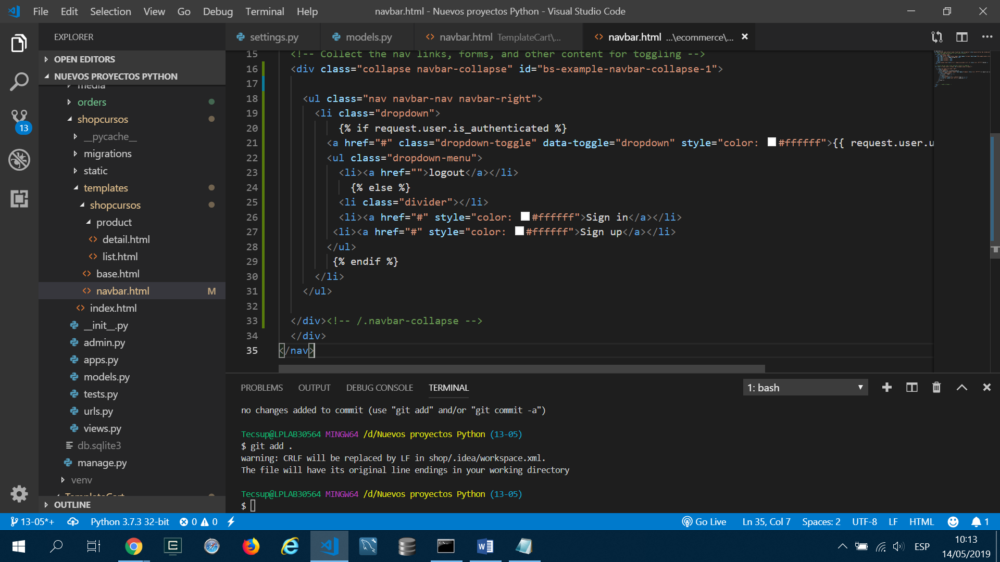 File Edit Selection View Go Debug Terminal Help
navbar.html - Nuevos proyectos Python - Visual Studio Code
EXPLORER
OPEN EDITORS
NUEVOS PROYECTOS PYTHON
media
orders
shopcursos
__pycache__
migrations
static
templates
shopcursos
product
detail.html
list.html
base.html
navbar.html M
index.html
__init__.py
admin.py
apps.py
models.py
tests.py
urls.py
views.py
db.sqlite3
manage.py
venv
TemplateCart
OUTLINE
13
settings.py
models.py
navbar.html TemplateCart\...
navbar.html ...\ecommerce\...
15 <!-- Collect the nav links, forms, and other content for toggling -->
16 <div class="collapse navbar-collapse" id="bs-example-navbar-collapse-1">
17
18 <ul class="nav navbar-nav navbar-right">
19 <li class="dropdown">
20 {% if request.user.is_authenticated %}
21 <a href="#" class="dropdown-toggle" data-toggle="dropdown" style="color: #ffffff">{{ request.user.u
22 <ul class="dropdown-menu">
23 <li><a href="">logout</a></li>
24 {% else %}
25 <li class="divider"></li>
26 <li><a href="#" style="color: #ffffff">Sign in</a></li>
27 <li><a href="#" style="color: #ffffff">Sign up</a></li>
28 </ul>
29 {% endif %}
30 </li>
31 </ul>
32
33 </div><!-- /.navbar-collapse -->
34 </div>
35 </nav>
PROBLEMS OUTPUT DEBUG CONSOLE TERMINAL
1: bash
no changes added to commit (use "git add" and/or "git commit -a")
Tecsup@LPLAB30564 MINGW64 /d/Nuevos proyectos Python (13-05)
$ git add .
warning: CRLF will be replaced by LF in shop/.idea/workspace.xml.
The file will have its original line endings in your working directory
Tecsup@LPLAB30564 MINGW64 /d/Nuevos proyectos Python (13-05)
$
13-05*+ Python 3.7.3 32-bit 0 0
Go Live Ln 35, Col 7 Spaces: 2 UTF-8 LF HTML 1
ESP
10:13
14/05/2019